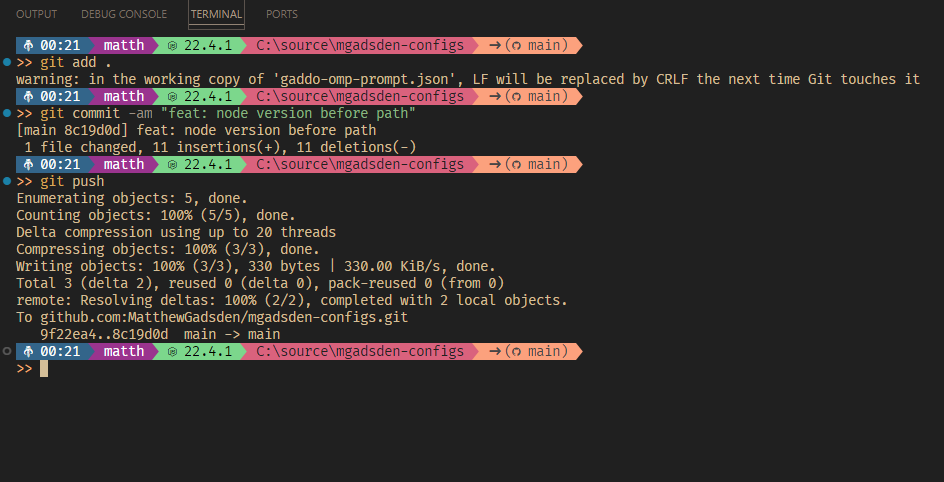 OUTPUT DEBUG CONSOLE TERMINAL PORTS
00:21 matth 22.4.1 C:\source\mgadsden-configs →( main)
>> git add .
warning: in the working copy of 'gaddo-omp-prompt.json', LF will be replaced by CRLF the next time Git touches it
00:21 matth 22.4.1 C:\source\mgadsden-configs →( main)
>> git commit -am "feat: node version before path"
[main 8c19d0d] feat: node version before path
1 file changed, 11 insertions(+), 11 deletions(-)
00:21 matth 22.4.1 C:\source\mgadsden-configs →( main)
>> git push
Enumerating objects: 5, done.
Counting objects: 100% (5/5), done.
Delta compression using up to 20 threads
Compressing objects: 100% (3/3), done.
Writing objects: 100% (3/3), 330 bytes | 330.00 KiB/s, done.
Total 3 (delta 2), reused 0 (delta 0), pack-reused 0 (from 0)
remote: Resolving deltas: 100% (2/2), completed with 2 local objects.
To github.com:MatthewGadsden/mgadsden-configs.git
9f22ea4..8c19d0d main -> main
00:21 matth 22.4.1 C:\source\mgadsden-configs →( main)
>>